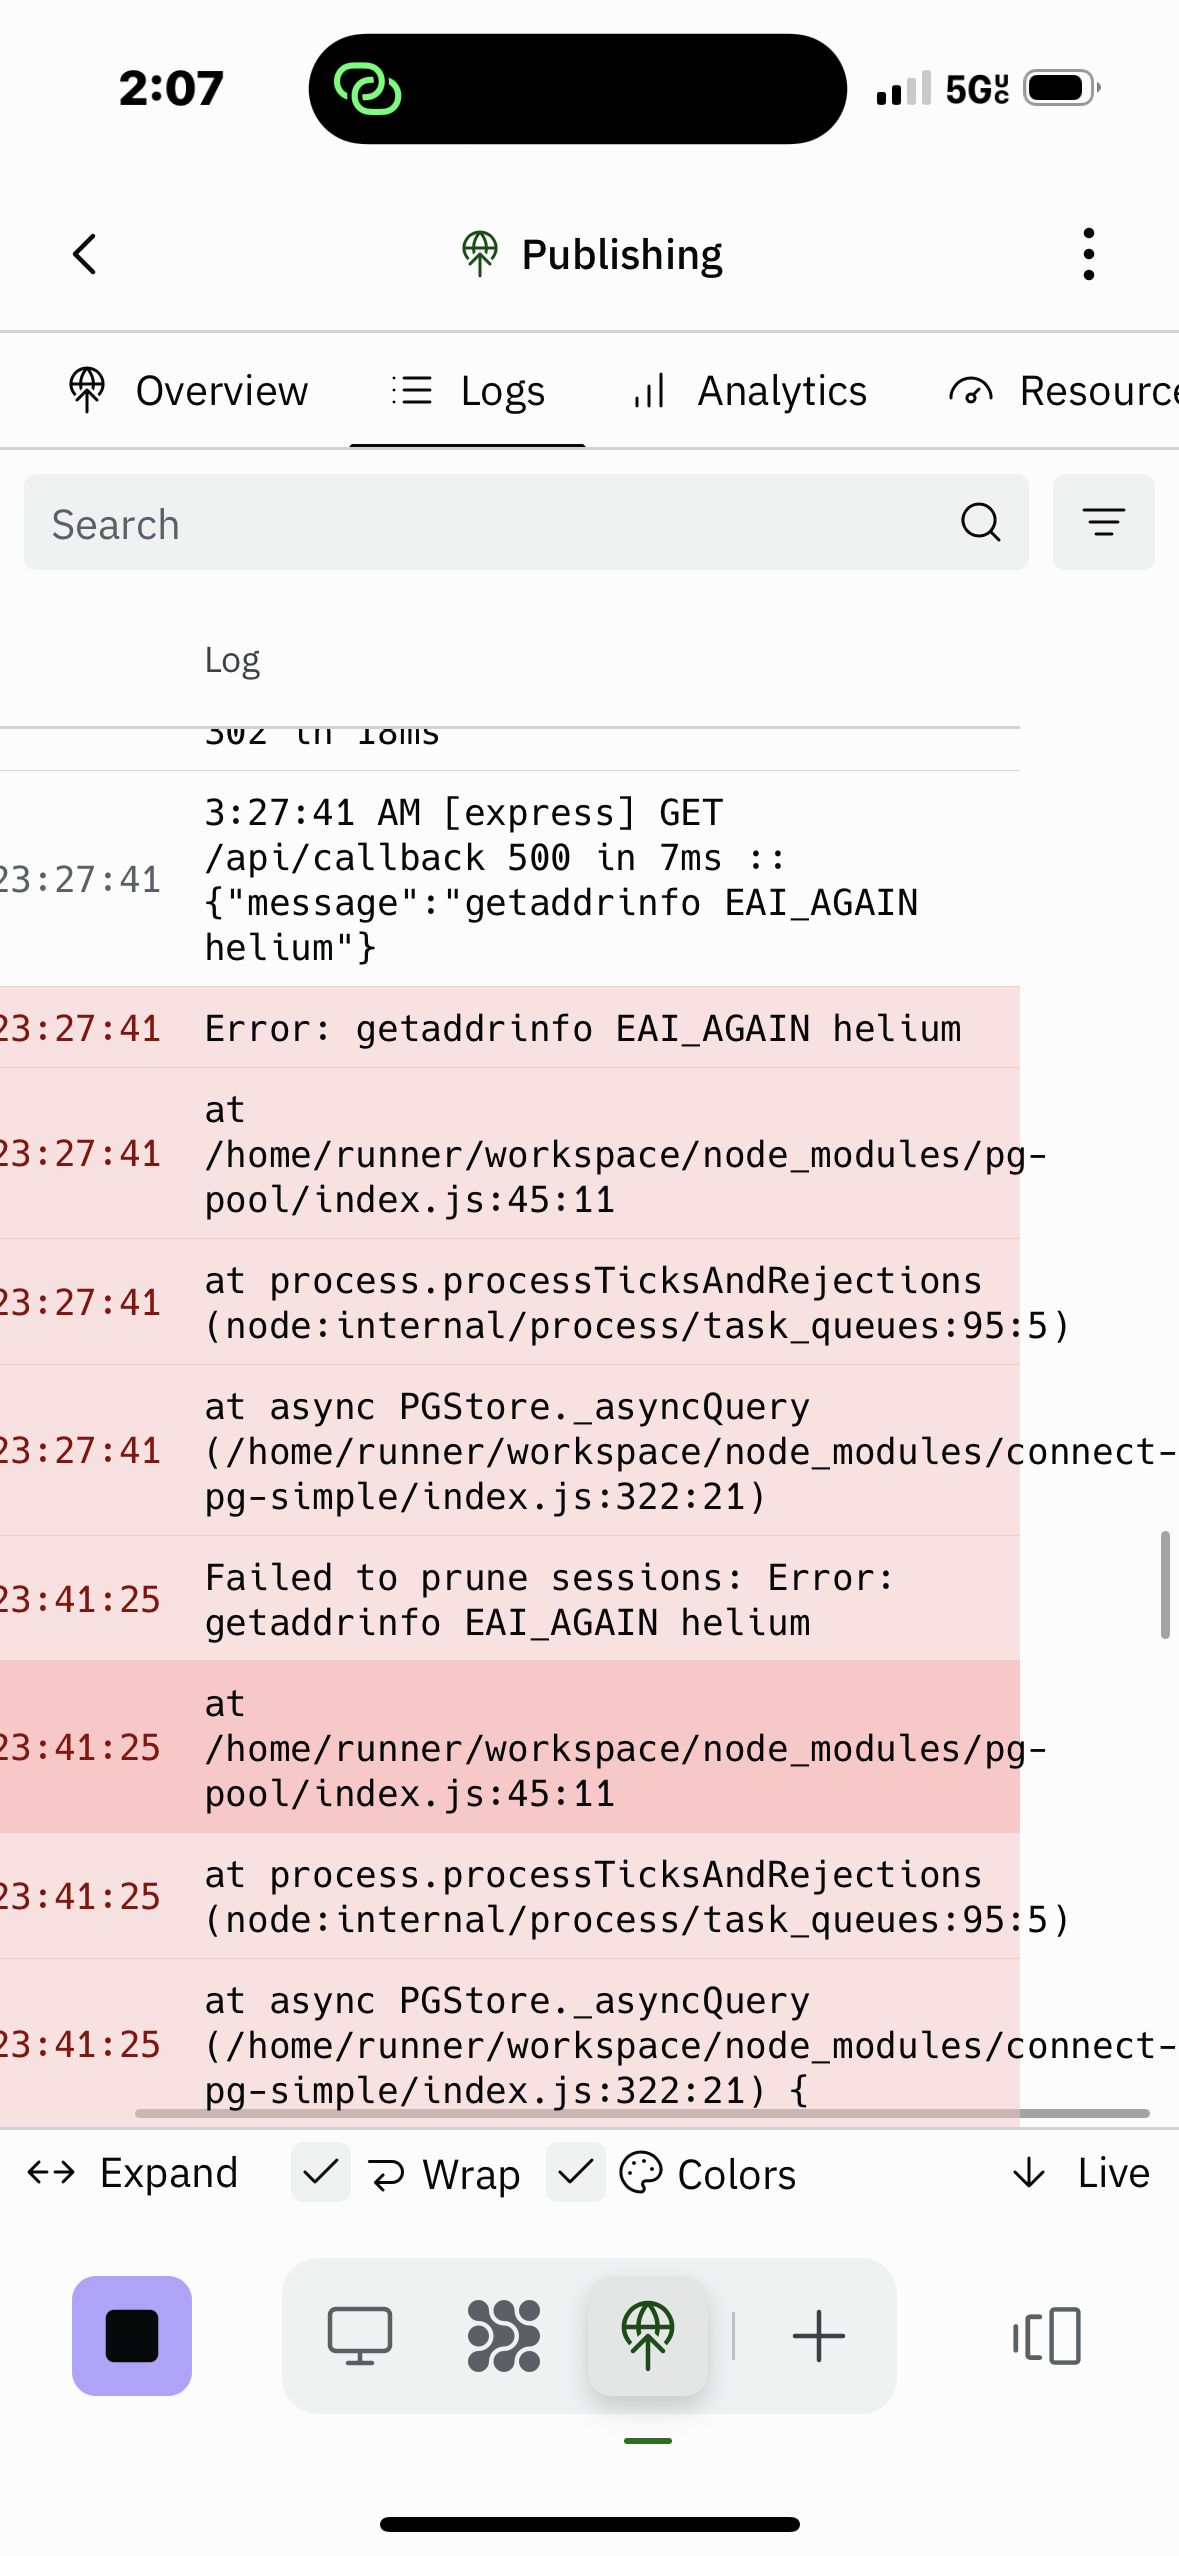 2:07
5G UC
Publishing
Overview
Logs
Analytics
Resource
Search
Log
302 in 18ms
23:27:41
3:27:41 AM [express] GET
/api/callback 500 in 7ms ::
{"message":"getaddrinfo EAI_AGAIN
helium"}
23:27:41
Error: getaddrinfo EAI_AGAIN helium
23:27:41
at
/home/runner/workspace/node_modules/pg-
pool/index.js:45:11
23:27:41
at process.processTicksAndRejections
(node:internal/process/task_queues:95:5)
23:27:41
at async PGStore._asyncQuery
(/home/runner/workspace/node_modules/connect-
pg-simple/index.js:322:21)
23:41:25
Failed to prune sessions: Error:
getaddrinfo EAI_AGAIN helium
23:41:25
at
/home/runner/workspace/node_modules/pg-
pool/index.js:45:11
23:41:25
at process.processTicksAndRejections
(node:internal/process/task_queues:95:5)
23:41:25
at async PGStore._asyncQuery
(/home/runner/workspace/node_modules/connect-
pg-simple/index.js:322:21) {
Expand
Wrap
Colors
Live